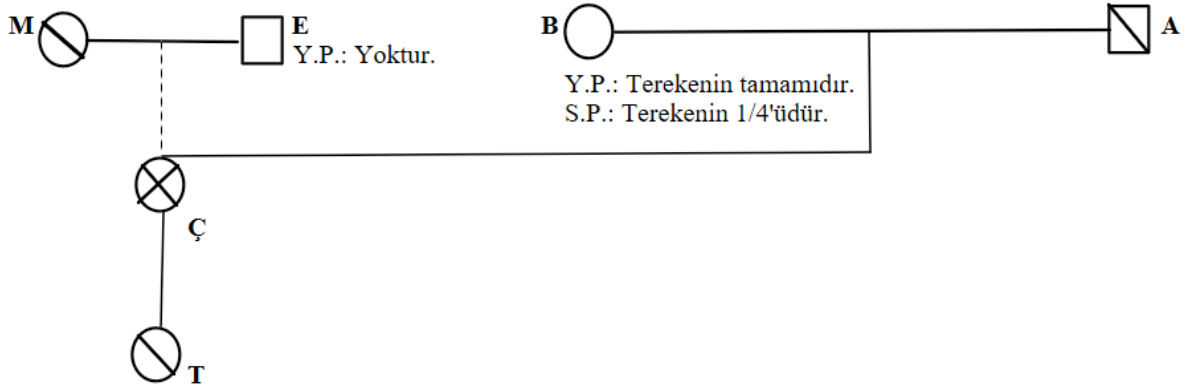 M
E
Y.P.: Yoktur.
B
A
Y.P.: Terekenin tamamıdır.
S.P.: Terekenin 1/4'üdür.
Ç
T